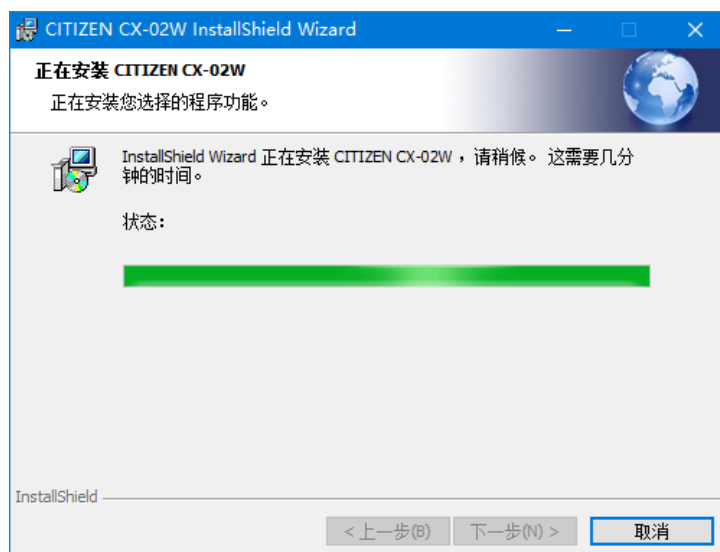 CITIZEN CX-02W InstallShield Wizard
正在安装 CITIZEN CX-02W
正在安装您选择的程序功能。
InstallShield Wizard 正在安装 CITIZEN CX-02W ，请稍候。 这需要几分
钟的时间。
状态：
InstallShield
< 上一步(B)
下一步(N) >
取消